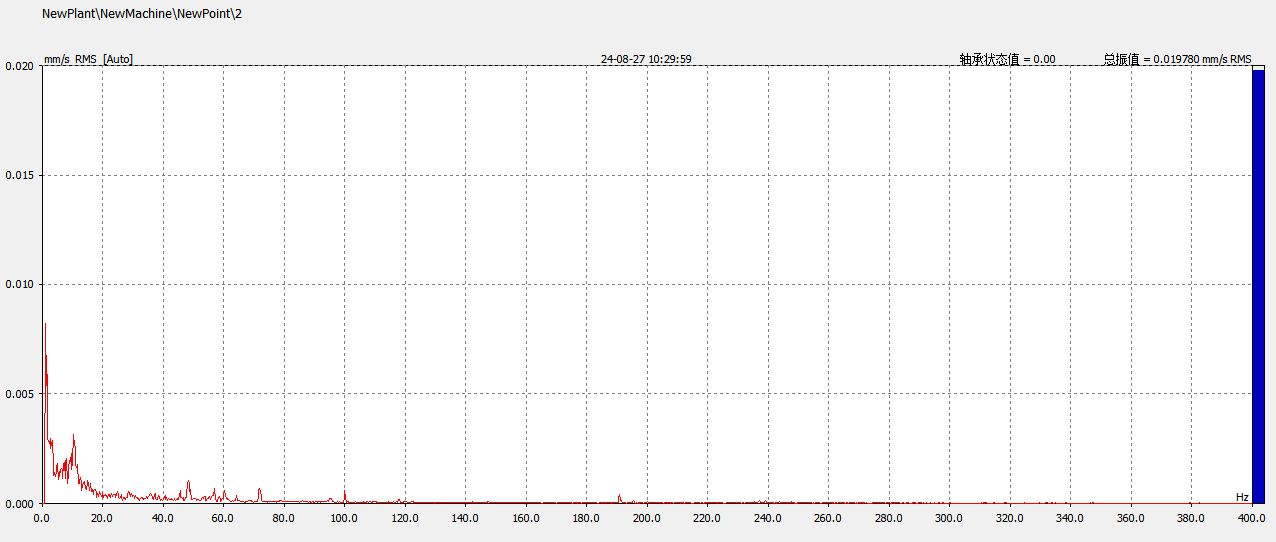 NewPlant\NewMachine\NewPoint\2
mm/s RMS [Auto] 24-08-27 10:29:59 轴承状态值 = 0.00 总振值 = 0.019780 mm/s RMS
0.020
0.015
0.010
0.005
0.000
Hz
0.0 20.0 40.0 60.0 80.0 100.0 120.0 140.0 160.0 180.0 200.0 220.0 240.0 260.0 280.0 300.0 320.0 340.0 360.0 380.0 400.0